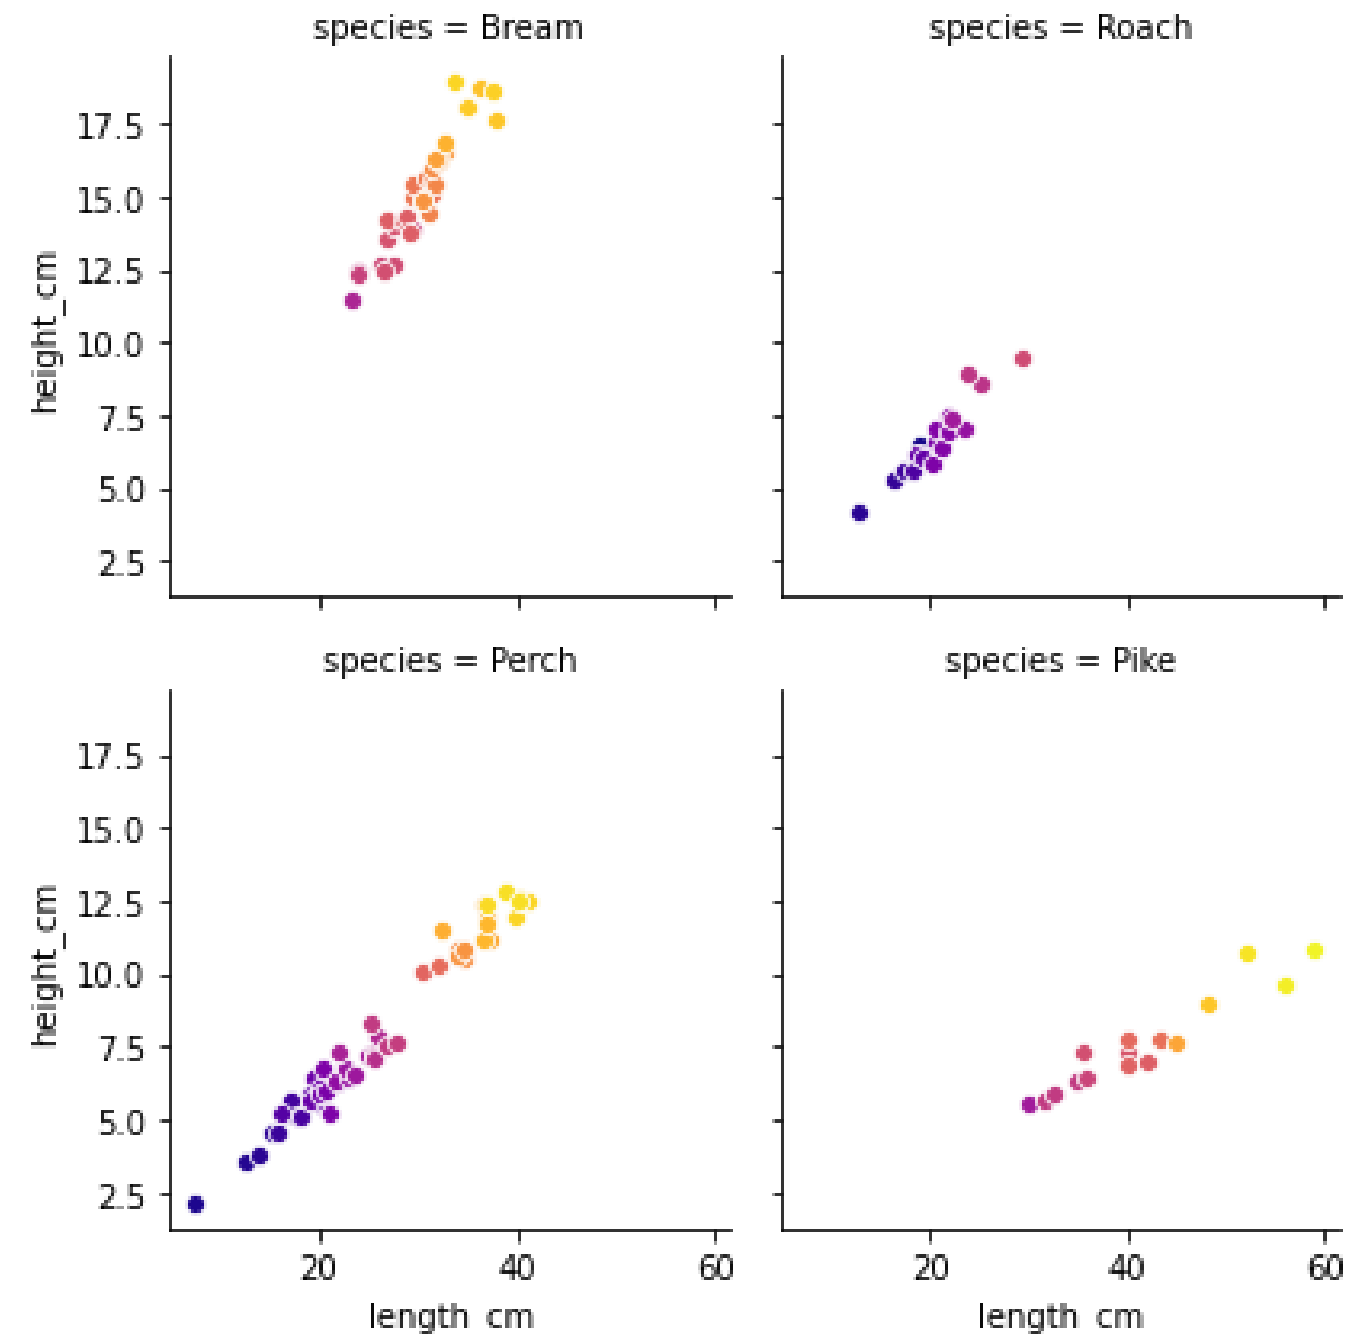 species = Bream
species = Roach
17.5
15.0
12.5
10.0
7.5
5.0
2.5
height_cm
species = Perch
species = Pike
17.5
15.0
12.5
10.0
7.5
5.0
2.5
height_cm
20 40 60
20 40 60
length_cm
length_cm